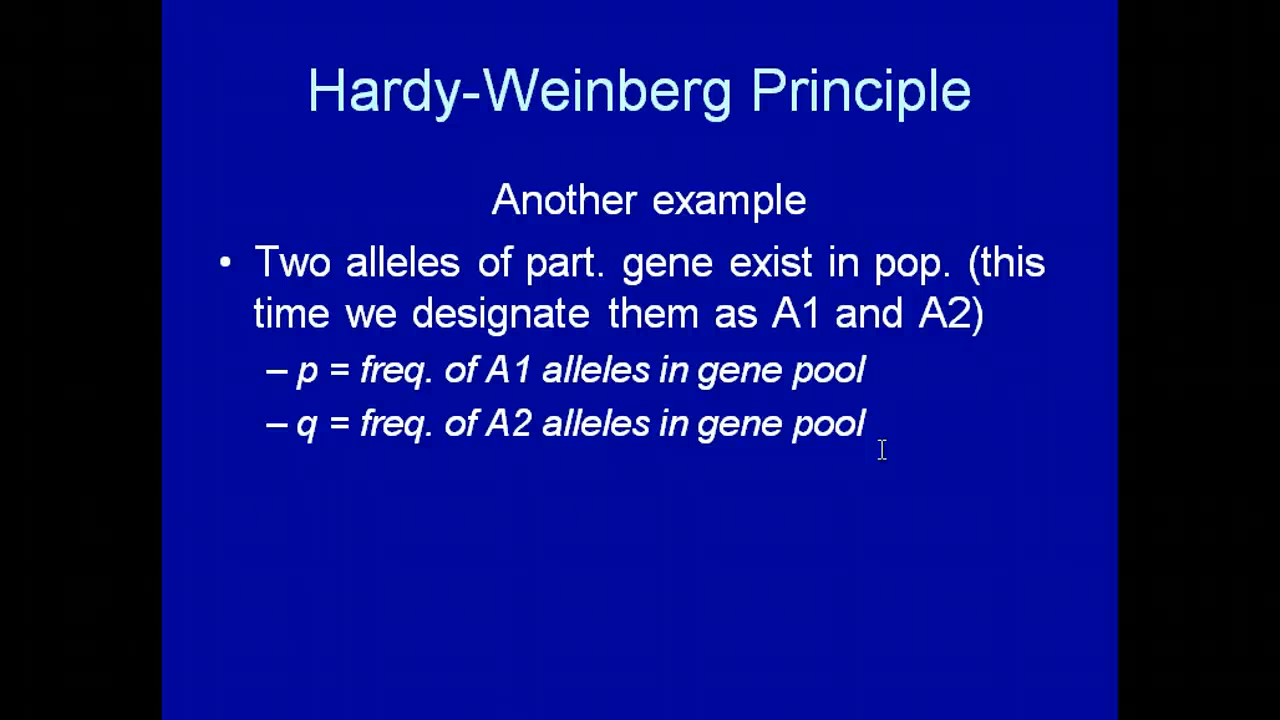 Hardy-Weinberg Principle
Another example
• Two alleles of part. gene exist in pop. (this
time we designate them as A1 and A2)
– p = freq. of A1 alleles in gene pool
– q = freq. of A2 alleles in gene pool